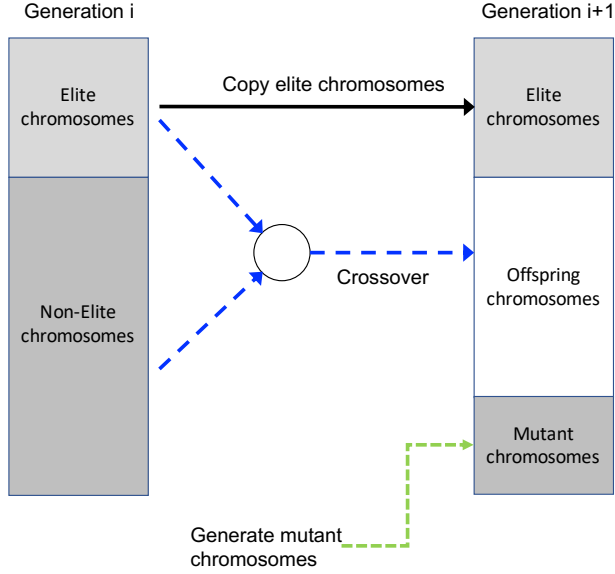 Generation i
Generation i+1
Elite
chromosomes
Copy elite chromosomes
Elite
chromosomes
Non-Elite
chromosomes
Crossover
Offspring
chromosomes
Mutant
chromosomes
Generate mutant
chromosomes